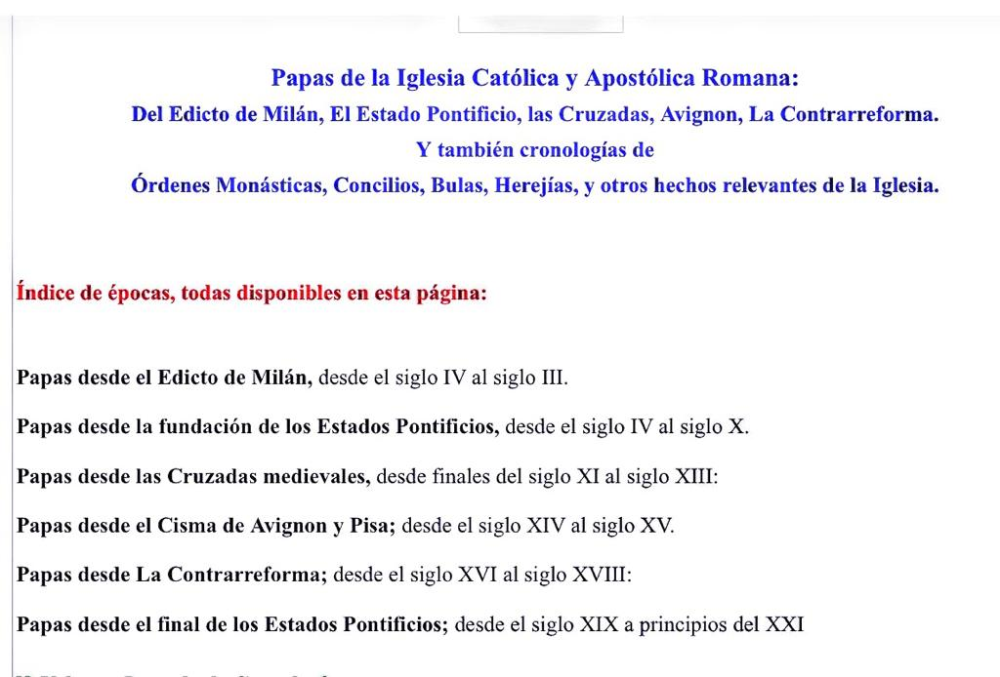 Papas de la Iglesia Católica y Apostólica Romana:
Del Edicto de Milán, El Estado Pontificio, las Cruzadas, Avignon, La Contrarreforma.
Y también cronologías de
Órdenes Monásticas, Concilios, Bulas, Herejías, y otros hechos relevantes de la Iglesia.
Índice de épocas, todas disponibles en esta página:
Papas desde el Edicto de Milán, desde el siglo IV al siglo III.
Papas desde la fundación de los Estados Pontificios, desde el siglo IV al siglo X.
Papas desde las Cruzadas medievales, desde finales del siglo XI al siglo XIII:
Papas desde el Cisma de Avignon y Pisa; desde el siglo XIV al siglo XV.
Papas desde La Contrarreforma; desde el siglo XVI al siglo XVIII:
Papas desde el final de los Estados Pontificios; desde el siglo XIX a principios del XXI